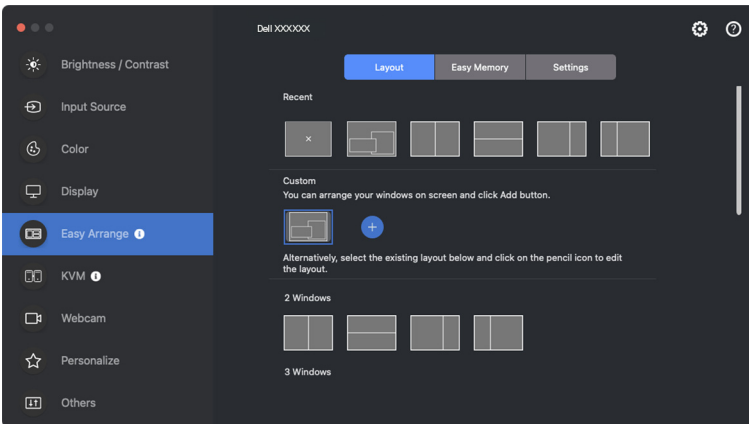 Dell XXXXXX
Brightness / Contrast
Input Source
Color
Display
Easy Arrange
KVM
Webcam
Personalize
Others
Layout
Easy Memory
Settings
Recent
Custom
You can arrange your windows on screen and click Add button.
Alternatively, select the existing layout below and click on the pencil icon to edit
the layout.
2 Windows
3 Windows